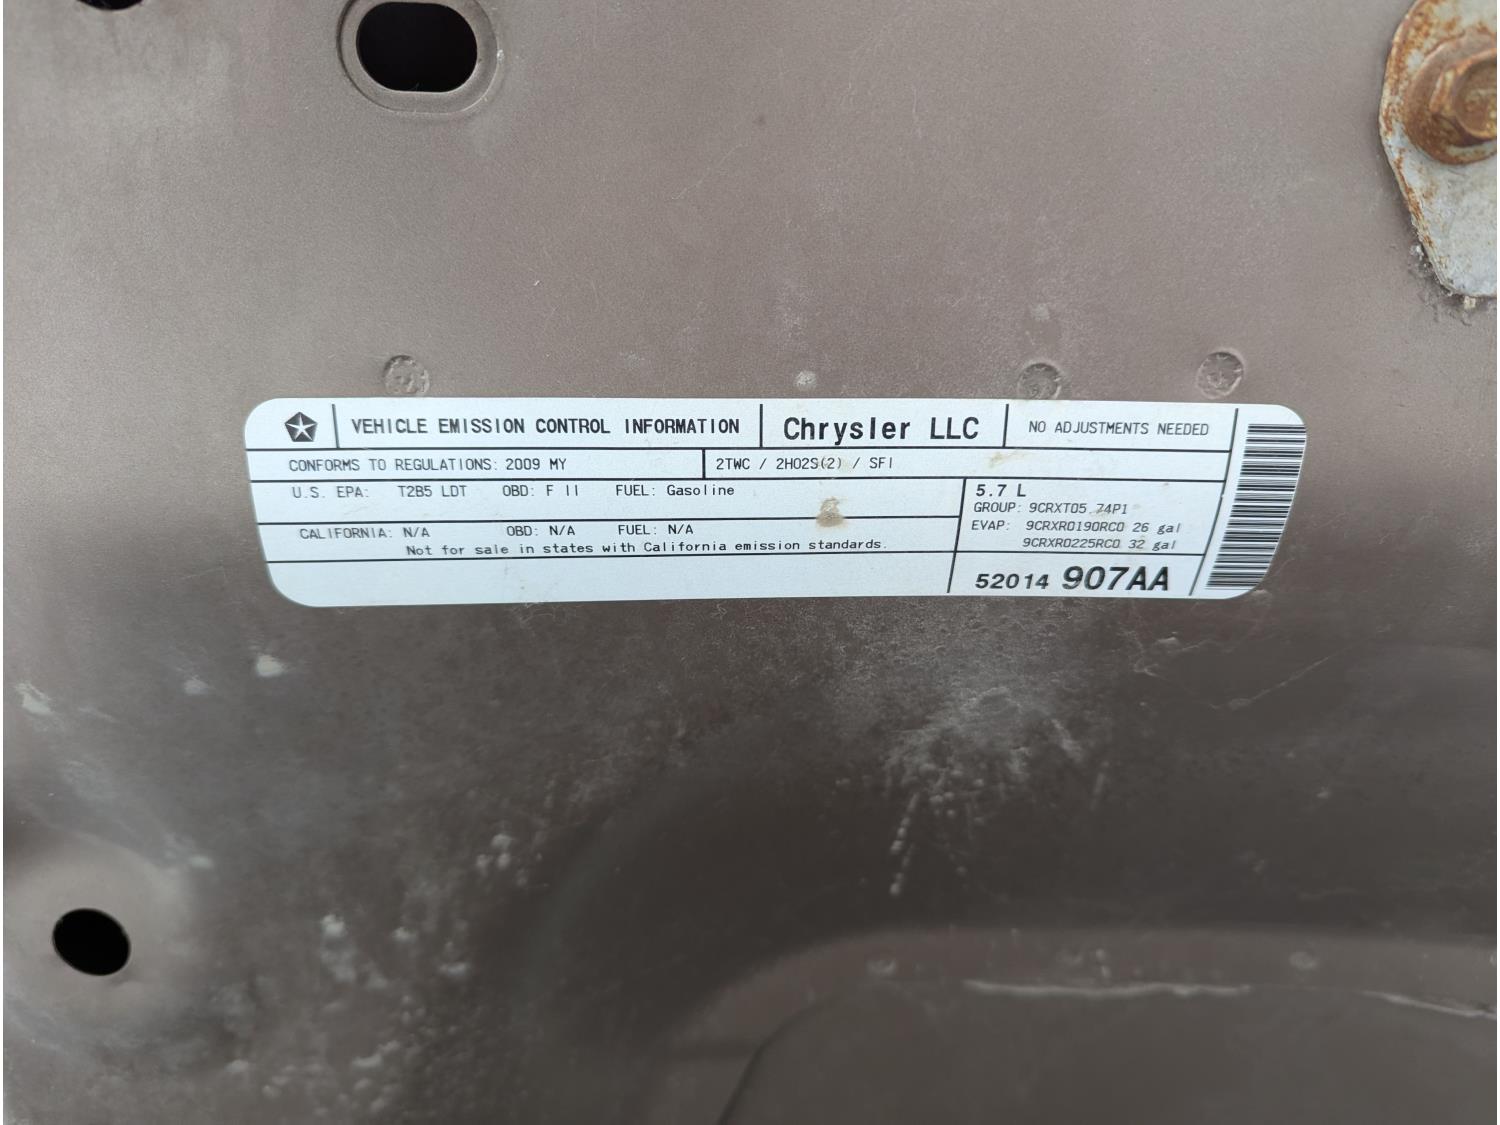 VEHICLE EMISSION CONTROL INFORMATION Chrysler LLC NO ADJUSTMENTS NEEDED
CONFORMS TO REGULATIONS: 2009 MY 2TWC / 2HO2S(2) / SFI
U.S. EPA: T2B5 LDT OBD: F II FUEL: Gasoline
CALIFORNIA: N/A OBD: N/A FUEL: N/A
Not for sale in states with California emission standards.
5.7 L
GROUP: 9CRXT05.74P1
EVAP: 9CRXR0190RC0 26 gal
9CRXR0225RC0 32 gal
52014 907AA